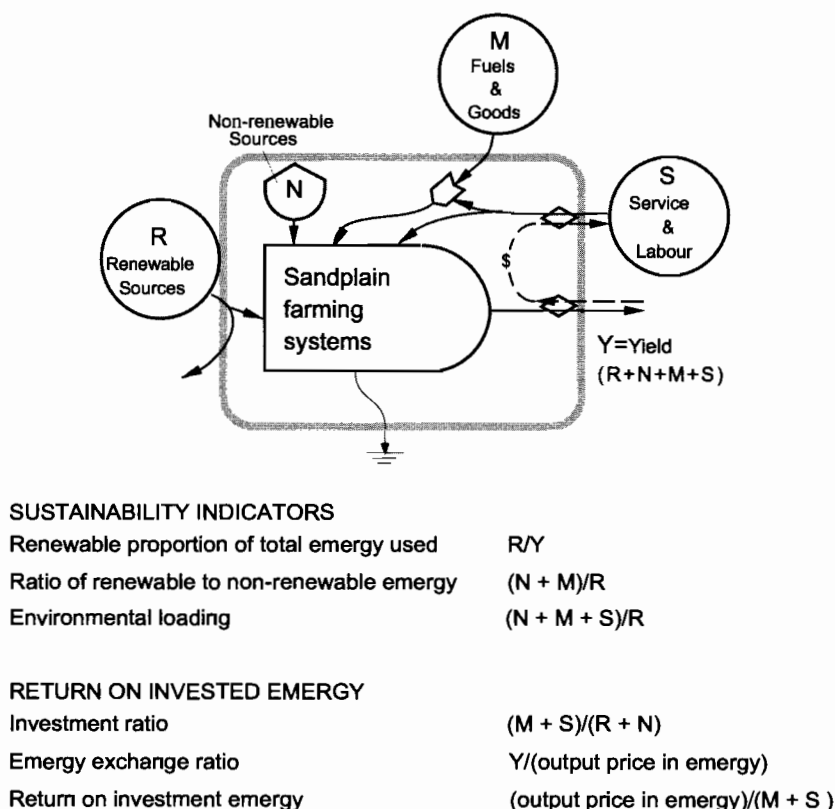 M
Fuels
&
Goods
Non-renewable
Sources
N
S
Service
&
Labour
R
Renewable
Sources
$
Sandplain
farming
systems
Y=Yield
(R+N+M+S)
SUSTAINABILITY INDICATORS
Renewable proportion of total emergy used R/Y
Ratio of renewable to non-renewable emergy (N + M)/R
Environmental loading (N + M + S)/R
RETURN ON INVESTED EMERGY
Investment ratio (M + S)/(R + N)
Emergy exchange ratio Y/(output price in emergy)
Return on investment emergy (output price in emergy)/(M + S )